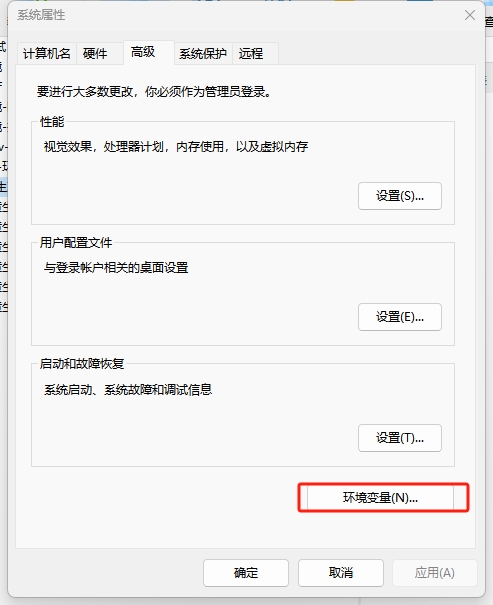 系统属性
计算机名 硬件 高级 系统保护 远程
要进行大多数更改，你必须作为管理员登录。
性能
视觉效果，处理器计划，内存使用，以及虚拟内存
设置(S)...
用户配置文件
与登录帐户相关的桌面设置
设置(E)...
启动和故障恢复
系统启动、系统故障和调试信息
设置(T)...
环境变量(N)...
确定 取消 应用(A)